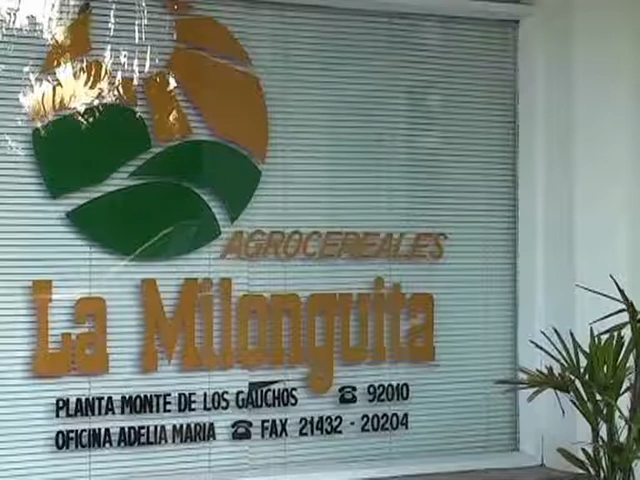 AGROCEREALES
La Milonguita
PLANTA MONTE DE LOS GAUCHOS ☎ 92010
OFICINA ADELIA MARIA ☎ FAX 21432 - 20204